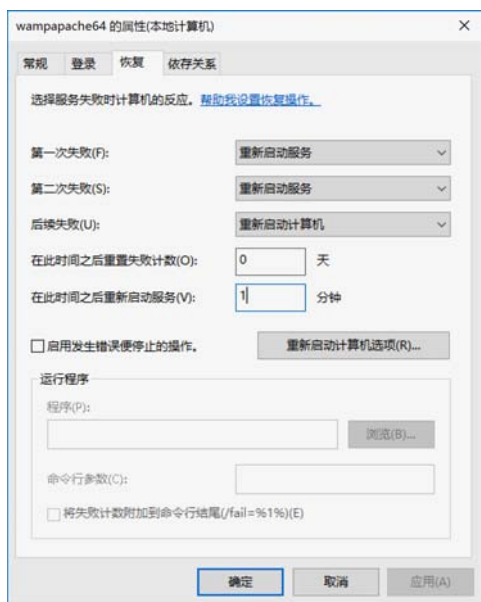 wampapache64 的属性(本地计算机)
常规 登录 恢复 依存关系
选择服务失败时计算机的反应。帮助我设置恢复操作。
第一次失败(F): 重新启动服务
第二次失败(S): 重新启动服务
后续失败(U): 重新启动计算机
在此时间之后重置失败计数(O): 0 天
在此时间之后重新启动服务(V): 1 分钟
启用发生错误便停止的操作。 重新启动计算机选项(R)...
运行程序
程序(P):
浏览(B)...
命令行参数(C):
将失败计数附加到命令行结尾(/fail=%1%)(E)
确定 取消 应用(A)